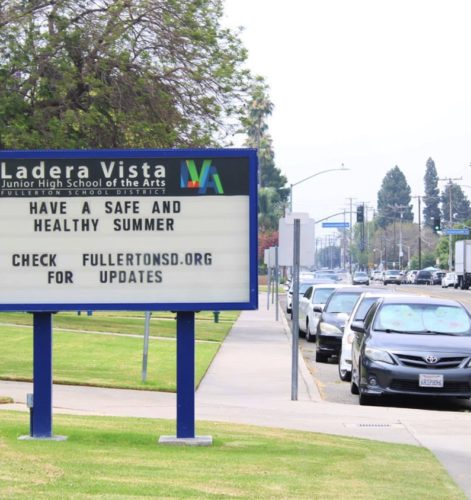 Ladera Vista
Junior High School of the Arts
FULLERTON SCHOOL DISTRICT
LVA
HAVE A SAFE AND
HEALTHY SUMMER
CHECK FULLERTONSD.ORG
FOR UPDATES